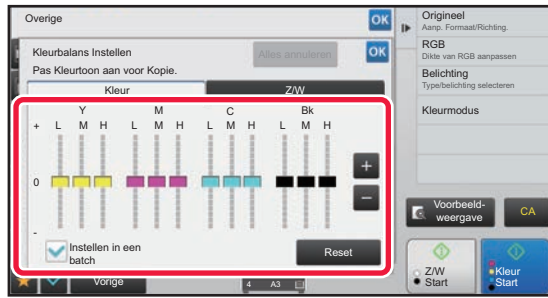 Overige
OK
Kleurbalans Instellen
Alles annuleren
OK
Pas Kleurtoon aan voor Kopie.
Kleur
Z/W
Y M C Bk
+ L M H L M H L M H L M H
0
+
−
-
Instellen in een
batch
Reset
Vorige
4 A3
Origineel
Aanp. Formaat/Richting.
RGB
Dikte van RGB aanpassen
Belichting
Type/belichting selecteren
Kleurmodus
Voorbeeld-
weergave
CA
Z/W
Start
Kleur
Start